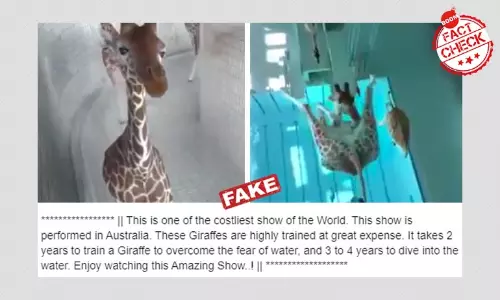 BOOM
FACT
CHECK
FAKE
***************** || This is one of the costliest show of the World. This show is
performed in Australia. These Giraffes are highly trained at great expense. It takes 2
years to train a Giraffe to overcome the fear of water, and 3 to 4 years to dive into the
water. Enjoy watching this Amazing Show..! || *******************